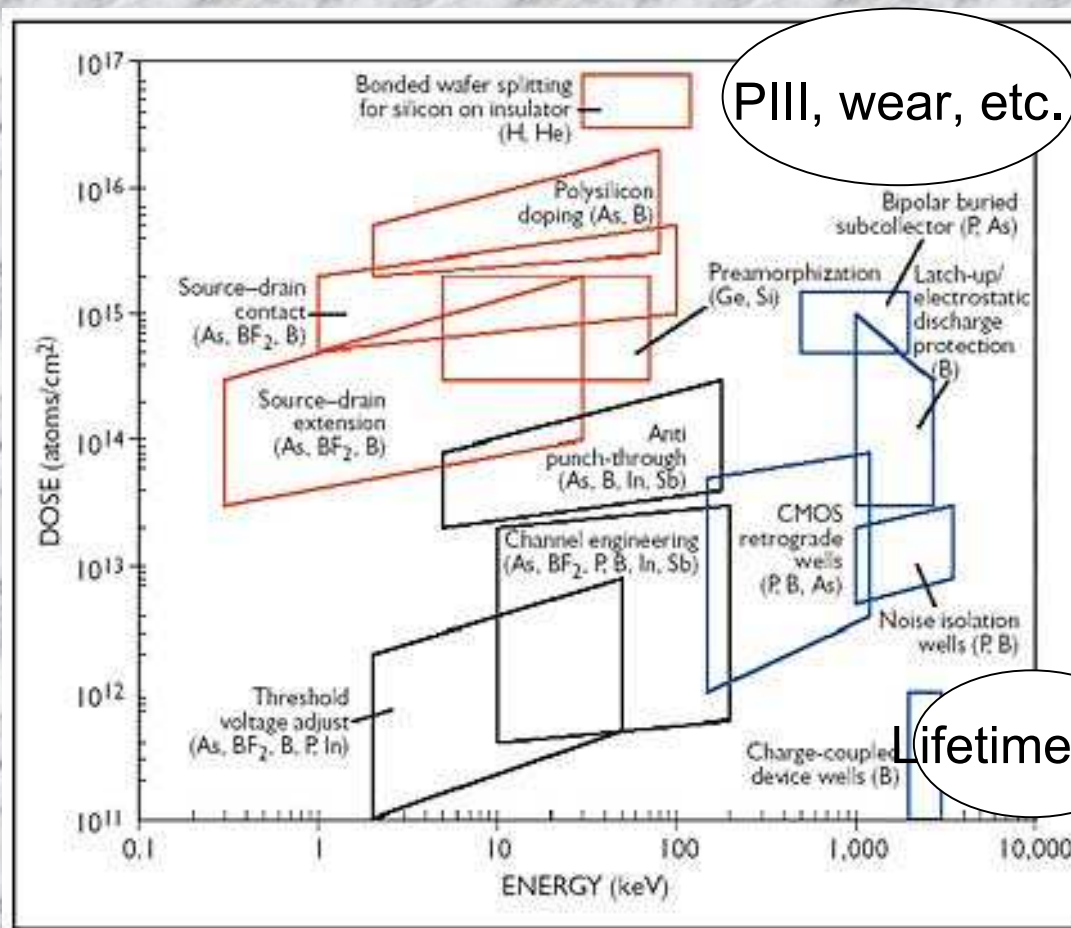 10¹⁷
10¹⁶
10¹⁵
10¹⁴
10¹³
10¹²
10¹¹
DOSE (atoms/cm²)
Bonded wafer splitting
for silicon on insulator
(H, He)
PIII, wear, etc.
Polysilicon
doping (As, B)
Bipolar buried
subcollector (P, As)
Source–drain
contact
(As, BF₂, B)
Preamorphization
(Ge, Si)
Latch-up/
electrostatic
discharge
protection
(B)
Source–drain
extension
(As, BF₂, B)
Anti
punch-through
(As, B, In, Sb)
Channel engineering
(As, BF₂, P, B, In, Sb)
CMOS
retrograde
wells
(P, B, As)
Noise isolation
wells (P, B)
Threshold
voltage adjust
(As, BF₂, B, P, In)
Charge-coupled
device wells (B)
Lifetime
0.1 1 10 100 1,000 10,000
ENERGY (keV)